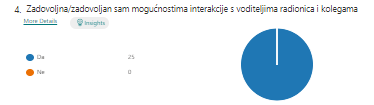 4. Zadovoljna/zadovoljan sam mogućnostima interakcije s voditeljima radionica i kolegama
More Details
Insights
Da 25
Ne 0